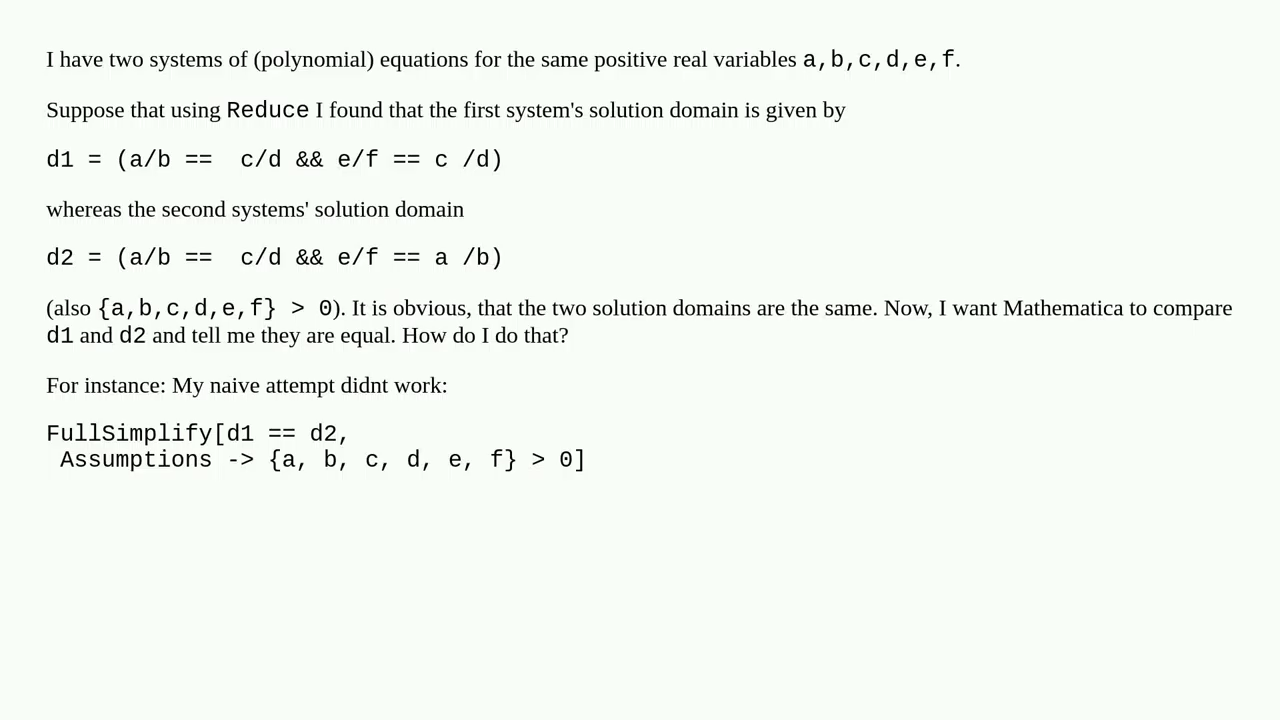 I have two systems of (polynomial) equations for the same positive real variables a,b,c,d,e,f.
Suppose that using Reduce I found that the first system's solution domain is given by
d1 = (a/b ==  c/d && e/f == c /d)
whereas the second systems' solution domain
d2 = (a/b ==  c/d && e/f == a /b)
(also {a,b,c,d,e,f} > 0). It is obvious, that the two solution domains are the same. Now, I want Mathematica to compare
d1 and d2 and tell me they are equal. How do I do that?
For instance: My naive attempt didnt work:
FullSimplify[d1 == d2,
 Assumptions -> {a, b, c, d, e, f} > 0]